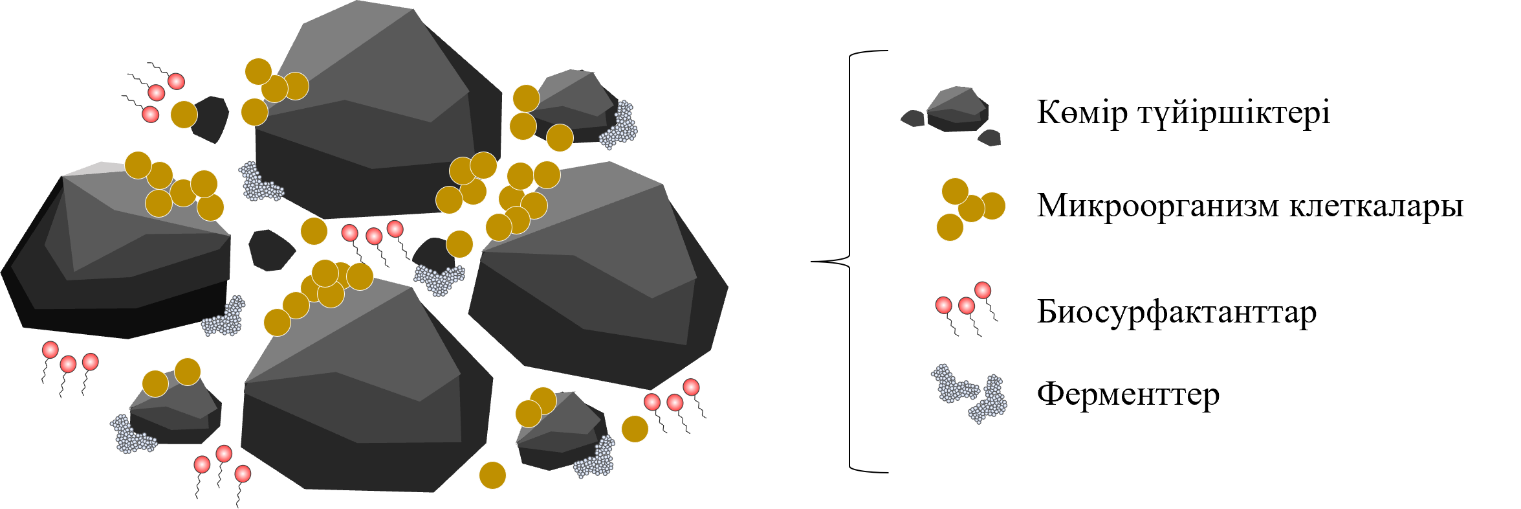 Көмір түйіршіктері
Микроорганизм клеткалары
Биосурфактанттар
Ферменттер